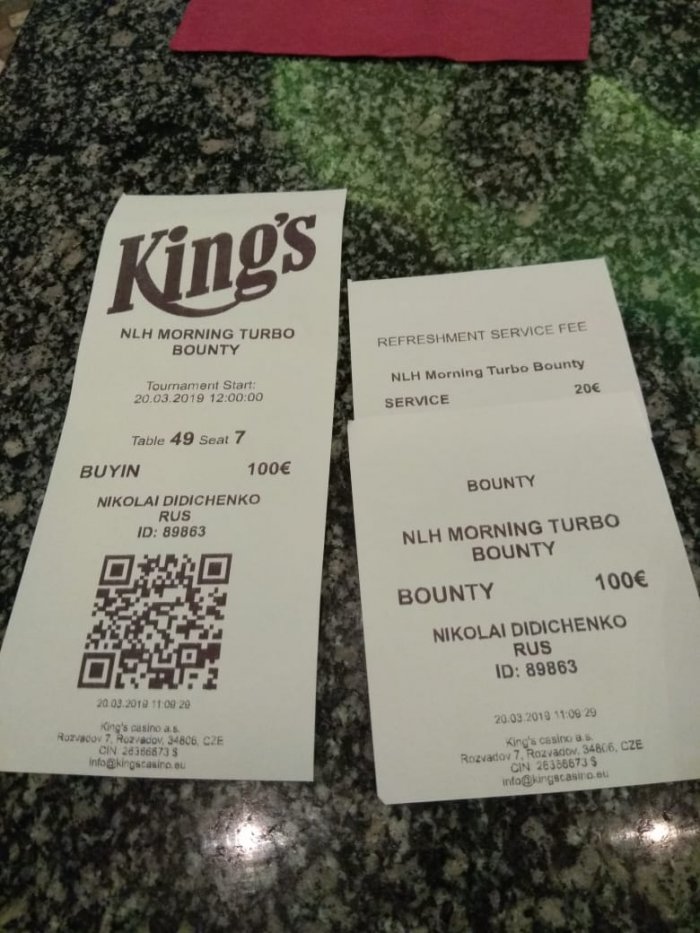 King's
NLH MORNING TURBO
BOUNTY
Tournament Start:
20.03.2019 12:00:00
Table 49 Seat 7
BUYIN 100€
NIKOLAI DIDICHENKO
RUS
ID: 89863
20.03.2019 11:09:29
King's casino a.s.
Rozvadov 7, Rozvadov, 34806, CZE
CIN 26366673 $
info@kingscasino.eu
REFRESHMENT SERVICE FEE
NLH Morning Turbo Bounty
SERVICE 20€
BOUNTY
NLH MORNING TURBO
BOUNTY
BOUNTY 100€
NIKOLAI DIDICHENKO
RUS
ID: 89863
20.03.2019 11:09:29
King's casino a.s.
Rozvadov 7, Rozvadov, 34806, CZE
CIN 26366673 $
info@kingscasino.eu